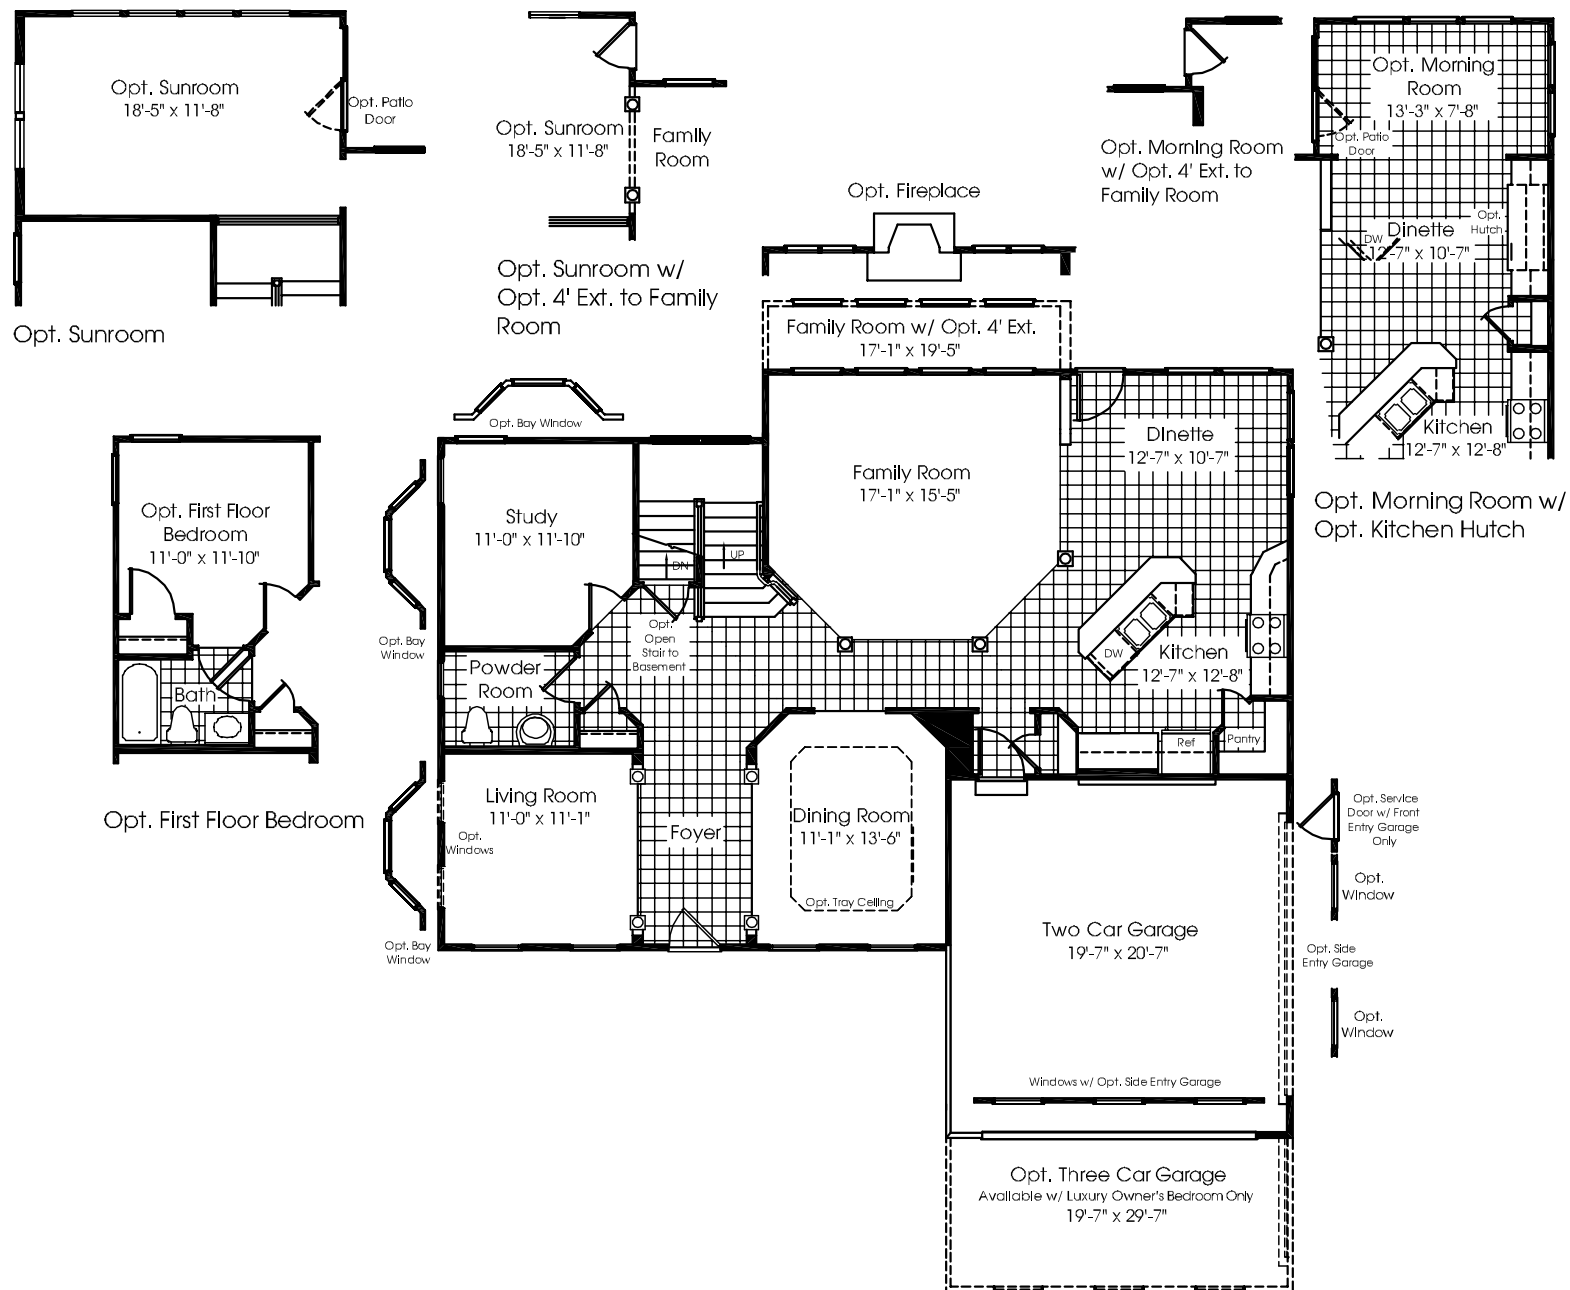 Opt. Sunroom
18'-5" x 11'-8"
Opt. Patio
Door
Opt. Sunroom
Opt. Sunroom
18'-5" x 11'-8"
Family
Room
Opt. Sunroom w/
Opt. 4' Ext. to Family
Room
Opt. Morning Room
w/ Opt. 4' Ext. to
Family Room
Opt. Morning
Room
13'-3" x 7'-8"
Opt. Patio
Door
Opt.
Hutch
Dinette
12'-7" x 10'-7"
DW
Kitchen
12'-7" x 12'-8"
Opt. Morning Room w/
Opt. Kitchen Hutch
Opt. Fireplace
Family Room w/ Opt. 4' Ext.
17'-1" x 19'-5"
Opt. Bay Window
Opt. First Floor
Bedroom
11'-0" x 11'-10"
Bath
Opt. First Floor Bedroom
Opt. Bay
Window
Study
11'-0" x 11'-10"
DN
UP
Family Room
17'-1" x 15'-5"
Dinette
12'-7" x 10'-7"
Opt.
Open
Stair to
Basement
Powder
Room
DW
Kitchen
12'-7" x 12'-8"
Ref
Pantry
Living Room
11'-0" x 11'-1"
Opt.
Windows
Foyer
Dining Room
11'-1" x 13'-6"
Opt. Tray Ceiling
Opt. Bay
Window
Opt. Service
Door w/ Front
Entry Garage
Only
Opt.
Window
Opt. Side
Entry Garage
Opt.
Window
Two Car Garage
19'-7" x 20'-7"
Windows w/ Opt. Side Entry Garage
Opt. Three Car Garage
Available w/ Luxury Owner's Bedroom Only
19'-7" x 29'-7"